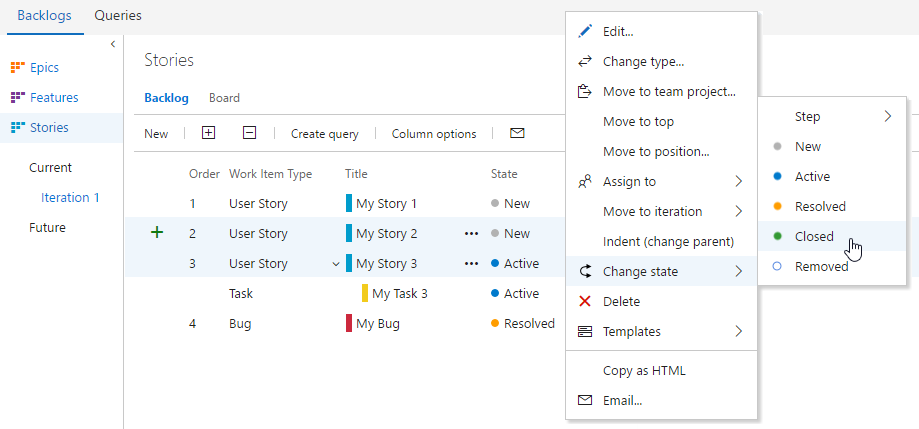 Backlogs Queries
Epics
Features
Stories
Current
Iteration 1
Future
Stories
Backlog Board
New Create query Column options
Order Work Item Type Title State
1 User Story My Story 1 New
2 User Story My Story 2 ••• New
3 User Story My Story 3 ••• Active
Task My Task 3 Active
4 Bug My Bug Resolved
Edit...
Change type...
Move to team project...
Move to top
Move to position...
Assign to
Move to iteration
Indent (change parent)
Change state
Delete
Templates
Copy as HTML
Email...
Step
New
Active
Resolved
Closed
Removed